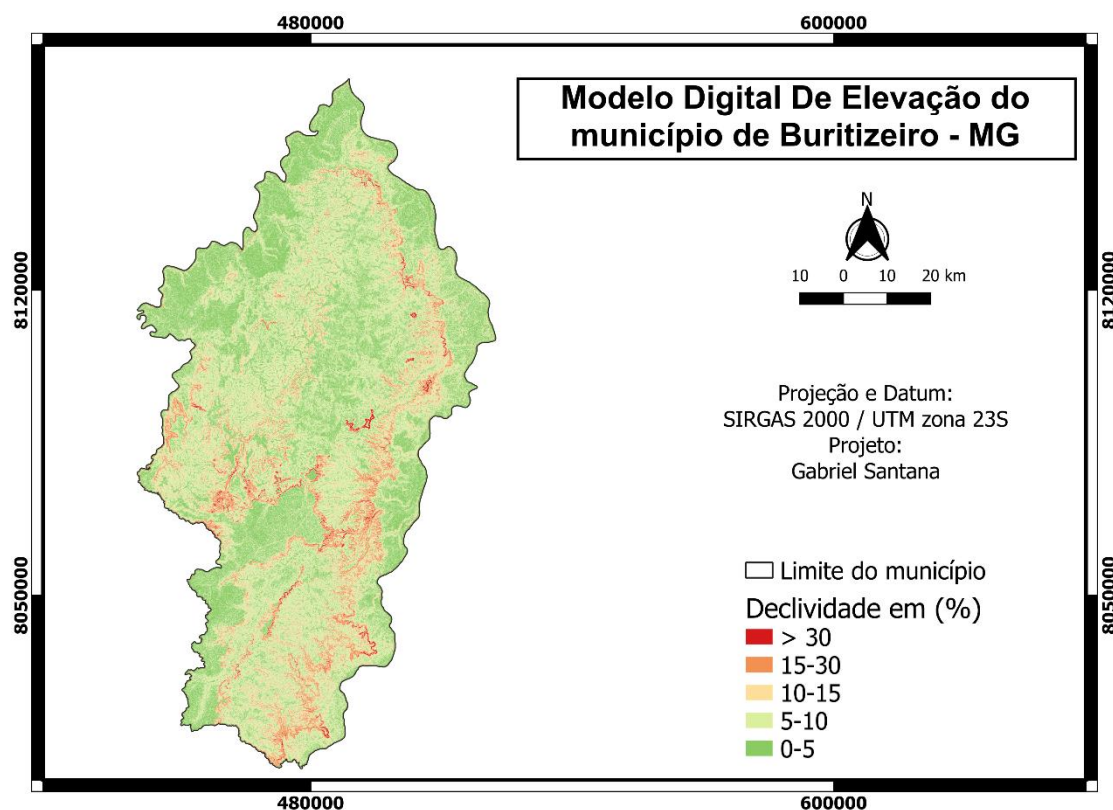 480000
600000
Modelo Digital De Elevação do
município de Buritizeiro - MG
N
10 0 10 20 km
8120000
8120000
Projeção e Datum:
SIRGAS 2000 / UTM zona 23S
Projeto:
Gabriel Santana
8050000
8050000
Limite do município
Declividade em (%)
> 30
15-30
10-15
5-10
0-5
480000
600000